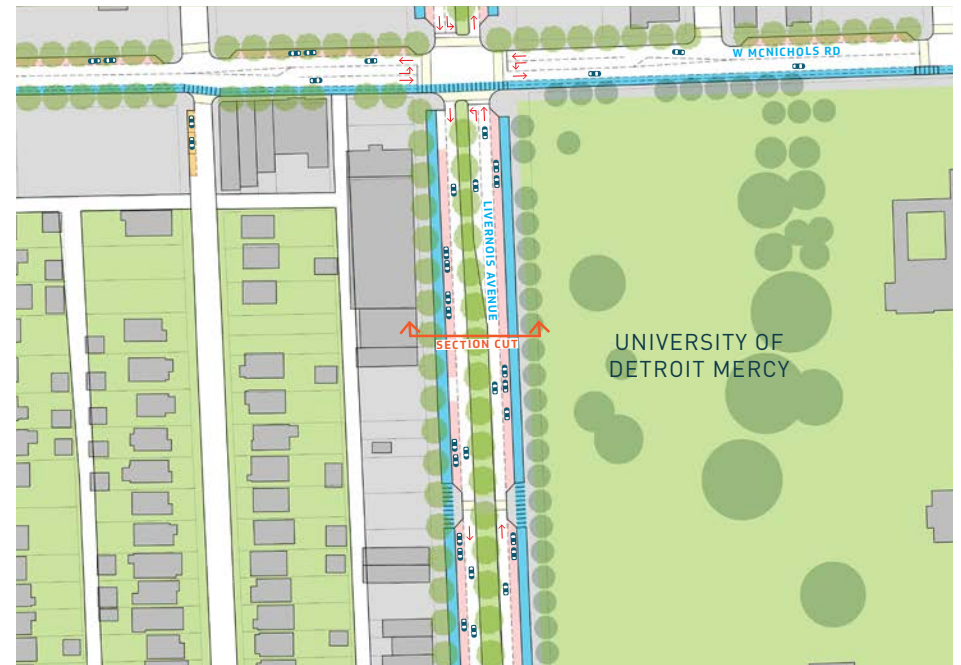 W MCNICHOLS RD
LIVERNOIS AVENUE
SECTION CUT
UNIVERSITY OF
DETROIT MERCY